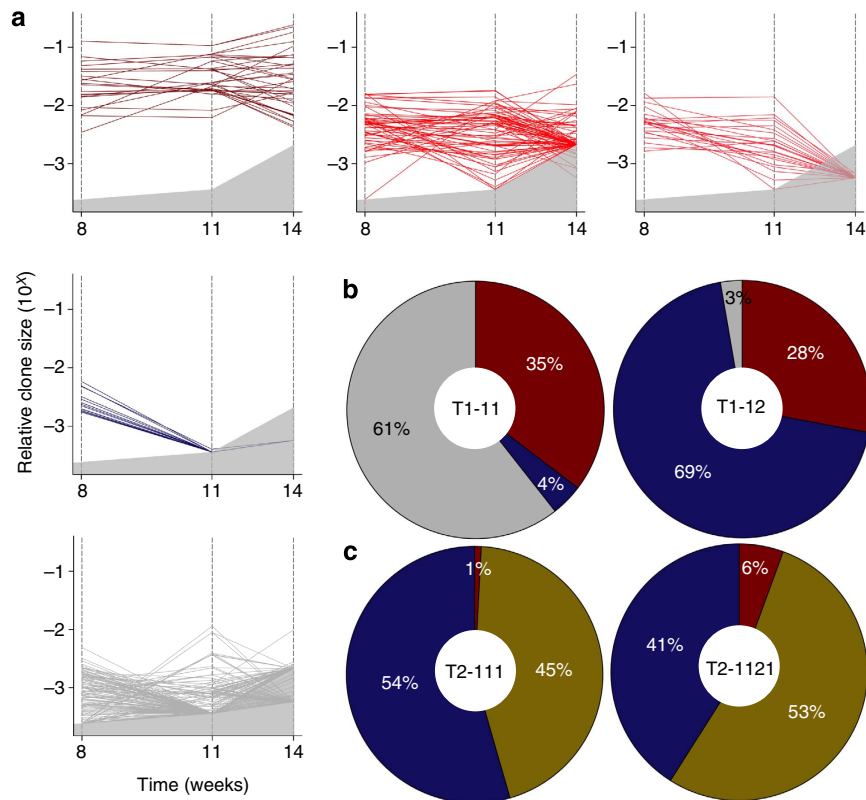 a
−1
−2
−3
8 11 14
−1
−2
−3
8 11 14
−1
−2
−3
8 11 14
Relative clone size (10^x)
−1
−2
−3
8 11 14
−1
−2
−3
8 11 14
Time (weeks)
b
35%
4%
61%
T1-11
3%
28%
69%
T1-12
c
1%
45%
54%
T2-111
6%
53%
41%
T2-1121